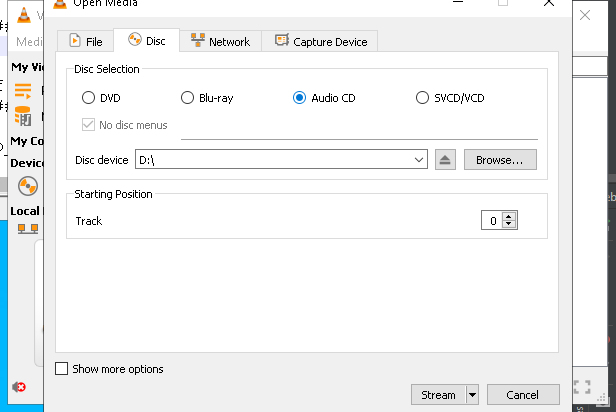 Open Media
Medi
File
Disc
Network
Capture Device
My Vi
Disc Selection
DVD
Blu-ray
Audio CD
SVCD/VCD
No disc menus
My Co
Device
Disc device
D:\
Browse...
Starting Position
Local
Track
0
Show more options
Stream
Cancel